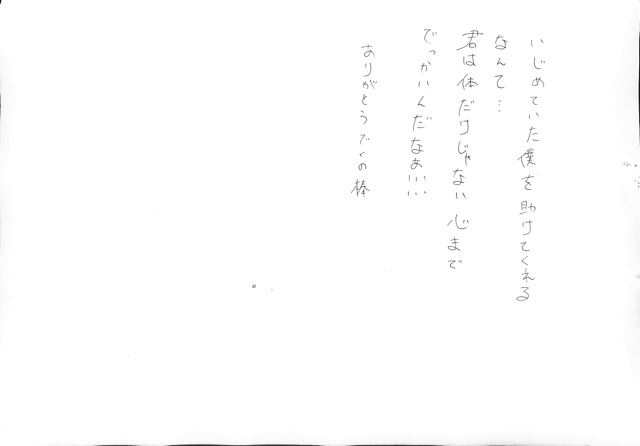 いじめていた僕を助けてくれる
なんて…
君は体だけじゃない心まで
でっかいんだなぁ!!!
ありがとうでくの棒